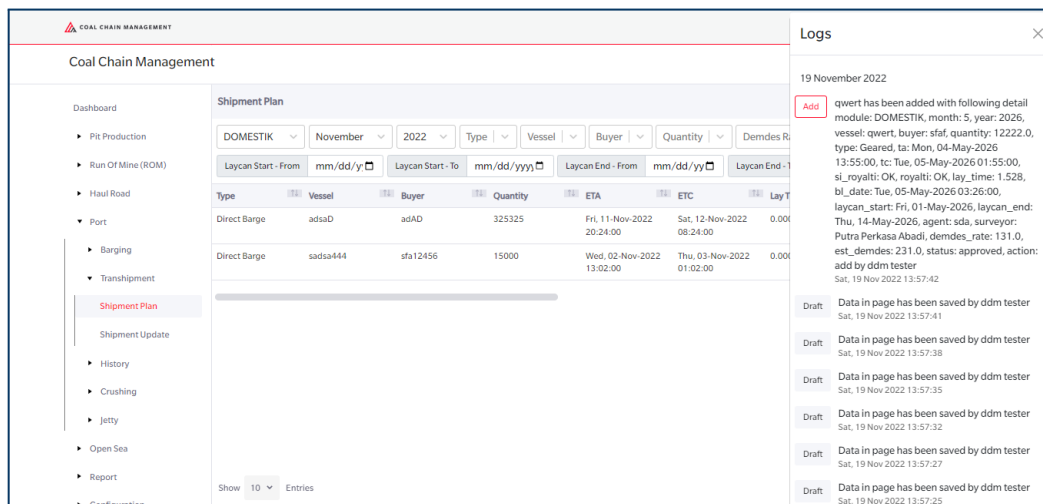 COAL CHAIN MANAGEMENT
Coal Chain Management
Dashboard
Pit Production
Run Of Mine (ROM)
Haul Road
Port
Barging
Transhipment
Shipment Plan
Shipment Update
History
Crushing
Jetty
Open Sea
Report
Configuration
Shipment Plan
DOMESTIK November 2022 Type Vessel Buyer Quantity Demdes Ra
Laycan Start - From mm/dd/y Laycan Start - To mm/dd/yyyy Laycan End - From mm/dd/yy Laycan End - T
Type Vessel Buyer Quantity ETA ETC Lay T
Direct Barge adsaD adAD 325325 Fri, 11-Nov-2022 Sat, 12-Nov-2022 0.000
20:24:00 08:24:00
Direct Barge sadsa444 sfa12456 15000 Wed, 02-Nov-2022 Thu, 03-Nov-2022 0.000
13:02:00 01:02:00
Show 10 Entries
Logs
19 November 2022
Add qwert has been added with following detail
module: DOMESTIK, month: 5, year: 2026,
vessel: qwert, buyer: sfaf, quantity: 12222.0,
type: Geared, ta: Mon, 04-May-2026
13:55:00, tc: Tue, 05-May-2026 01:55:00,
si_royalti: OK, royalti: OK, lay_time: 1.528,
bl_date: Tue, 05-May-2026 03:26:00,
laycan_start: Fri, 01-May-2026, laycan_end:
Thu, 14-May-2026, agent: sda, surveyor:
Putra Perkasa Abadi, demdes_rate: 131.0,
est_demdes: 231.0, status: approved, action:
add by ddm tester
Sat, 19 Nov 2022 13:57:42
Draft Data in page has been saved by ddm tester
Sat, 19 Nov 2022 13:57:41
Draft Data in page has been saved by ddm tester
Sat, 19 Nov 2022 13:57:38
Draft Data in page has been saved by ddm tester
Sat, 19 Nov 2022 13:57:35
Draft Data in page has been saved by ddm tester
Sat, 19 Nov 2022 13:57:32
Draft Data in page has been saved by ddm tester
Sat, 19 Nov 2022 13:57:27
Draft Data in page has been saved by ddm tester
Sat, 19 Nov 2022 13:57:25